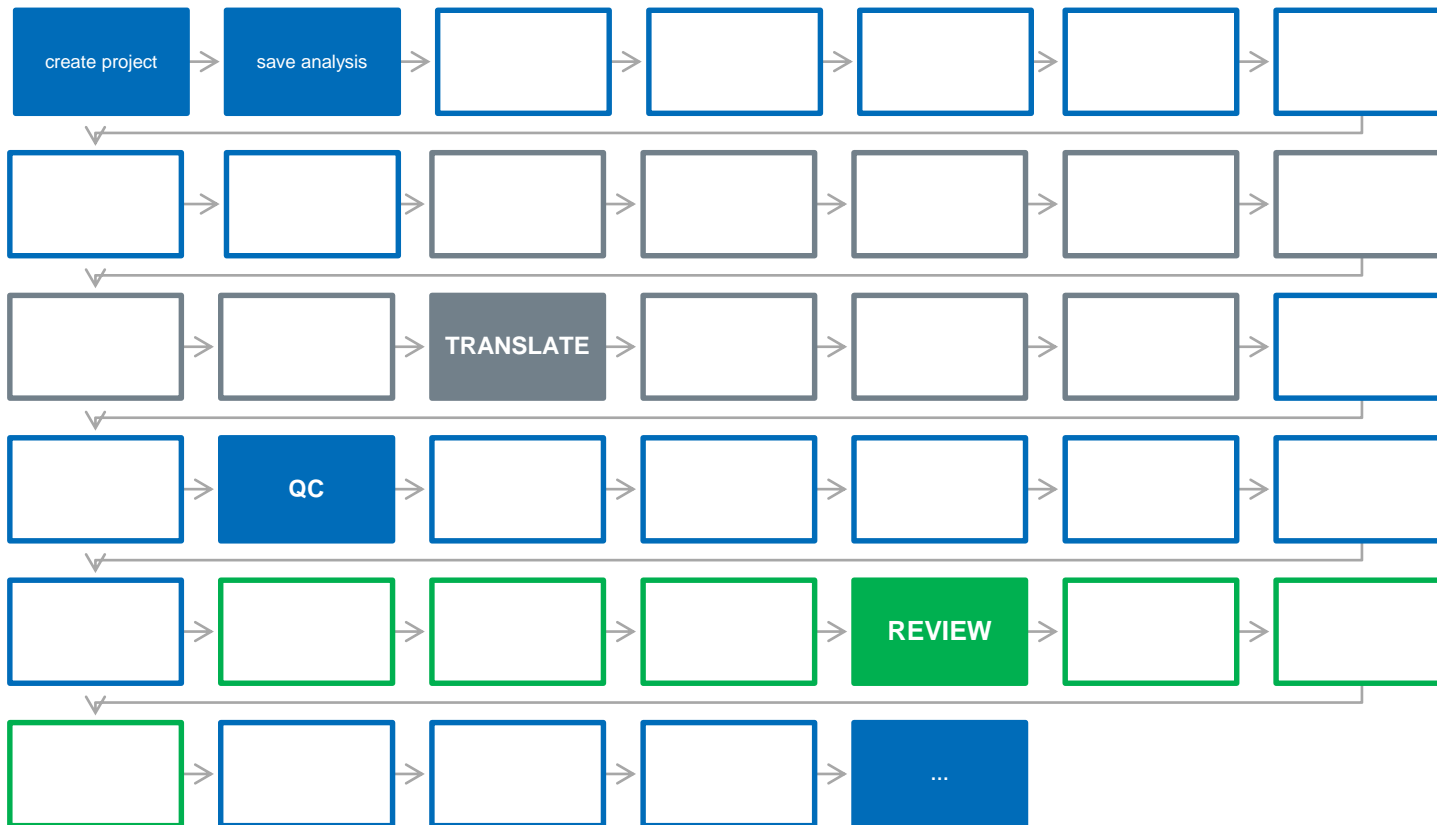 create project
save analysis
TRANSLATE
QC
REVIEW
...